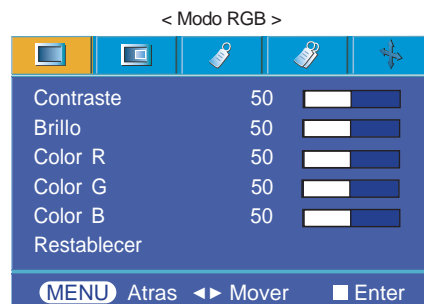 < Modo RGB >
Contraste 50
Brillo 50
Color R 50
Color G 50
Color B 50
Restablecer
MENU Atras ◄► Mover ■ Enter